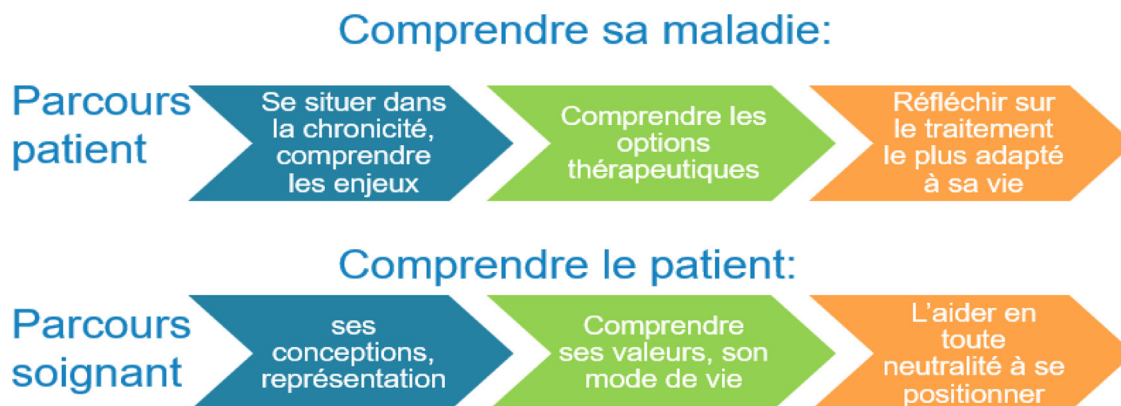 Comprendre sa maladie:
Parcours
patient
Se situer dans
la chronicité,
comprendre
les enjeux
Comprendre les
options
thérapeutiques
Réfléchir sur
le traitement
le plus adapté
à sa vie
Comprendre le patient:
Parcours
soignant
ses
conceptions,
représentation
Comprendre
ses valeurs, son
mode de vie
L'aider en
toute
neutralité à se
positionner